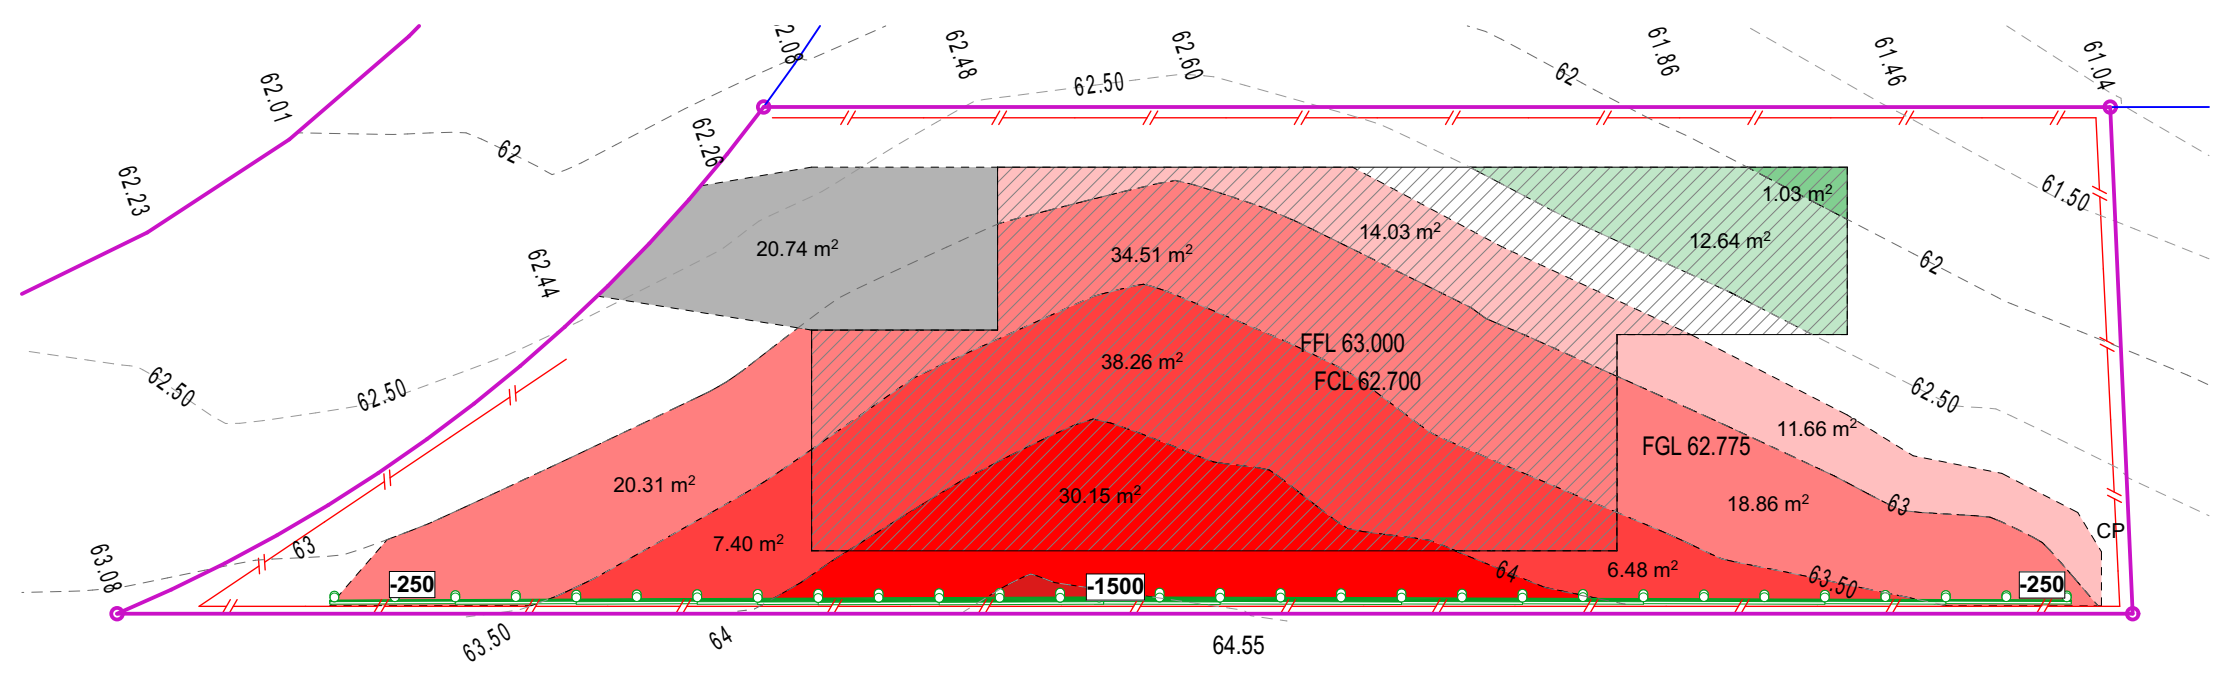 2.08
62.48
62.60
61.86
61.46
61.04
62.01
62.50
62
62.26
62
62.23
61.50
1.03 m²
14.03 m²
12.64 m²
20.74 m²
34.51 m²
62.44
62
FFL 63.000
38.26 m²
FCL 62.700
62.50
62.50
62.50
11.66 m²
FGL 62.775
20.31 m²
30.15 m²
18.86 m²
63
CP
63
7.40 m²
63.08
64
6.48 m²
63.50
-250
-1500
-250
63.50
64
64.55